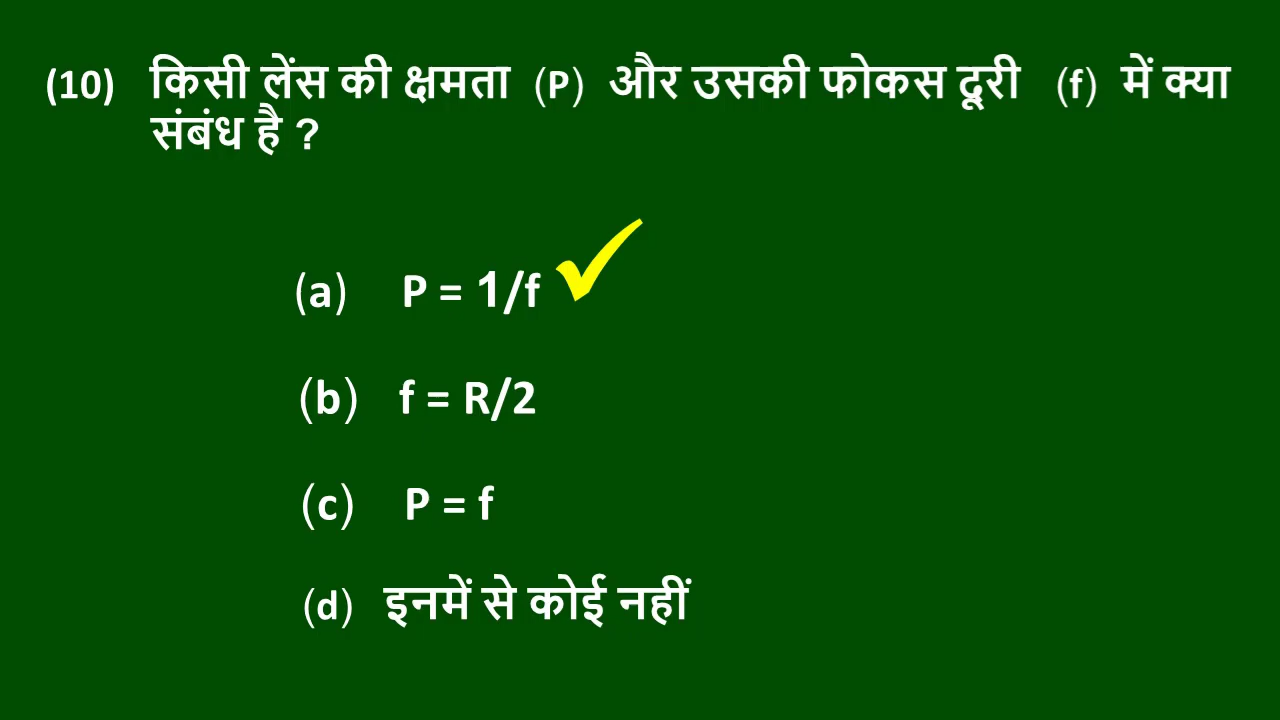 (10) किसी लेंस की क्षमता (P) और उसकी फोकस दूरी (f) में क्या
संबंध है ?
(a) P = 1/f
(b) f = R/2
(c) P = f
(d) इनमें से कोई नहीं